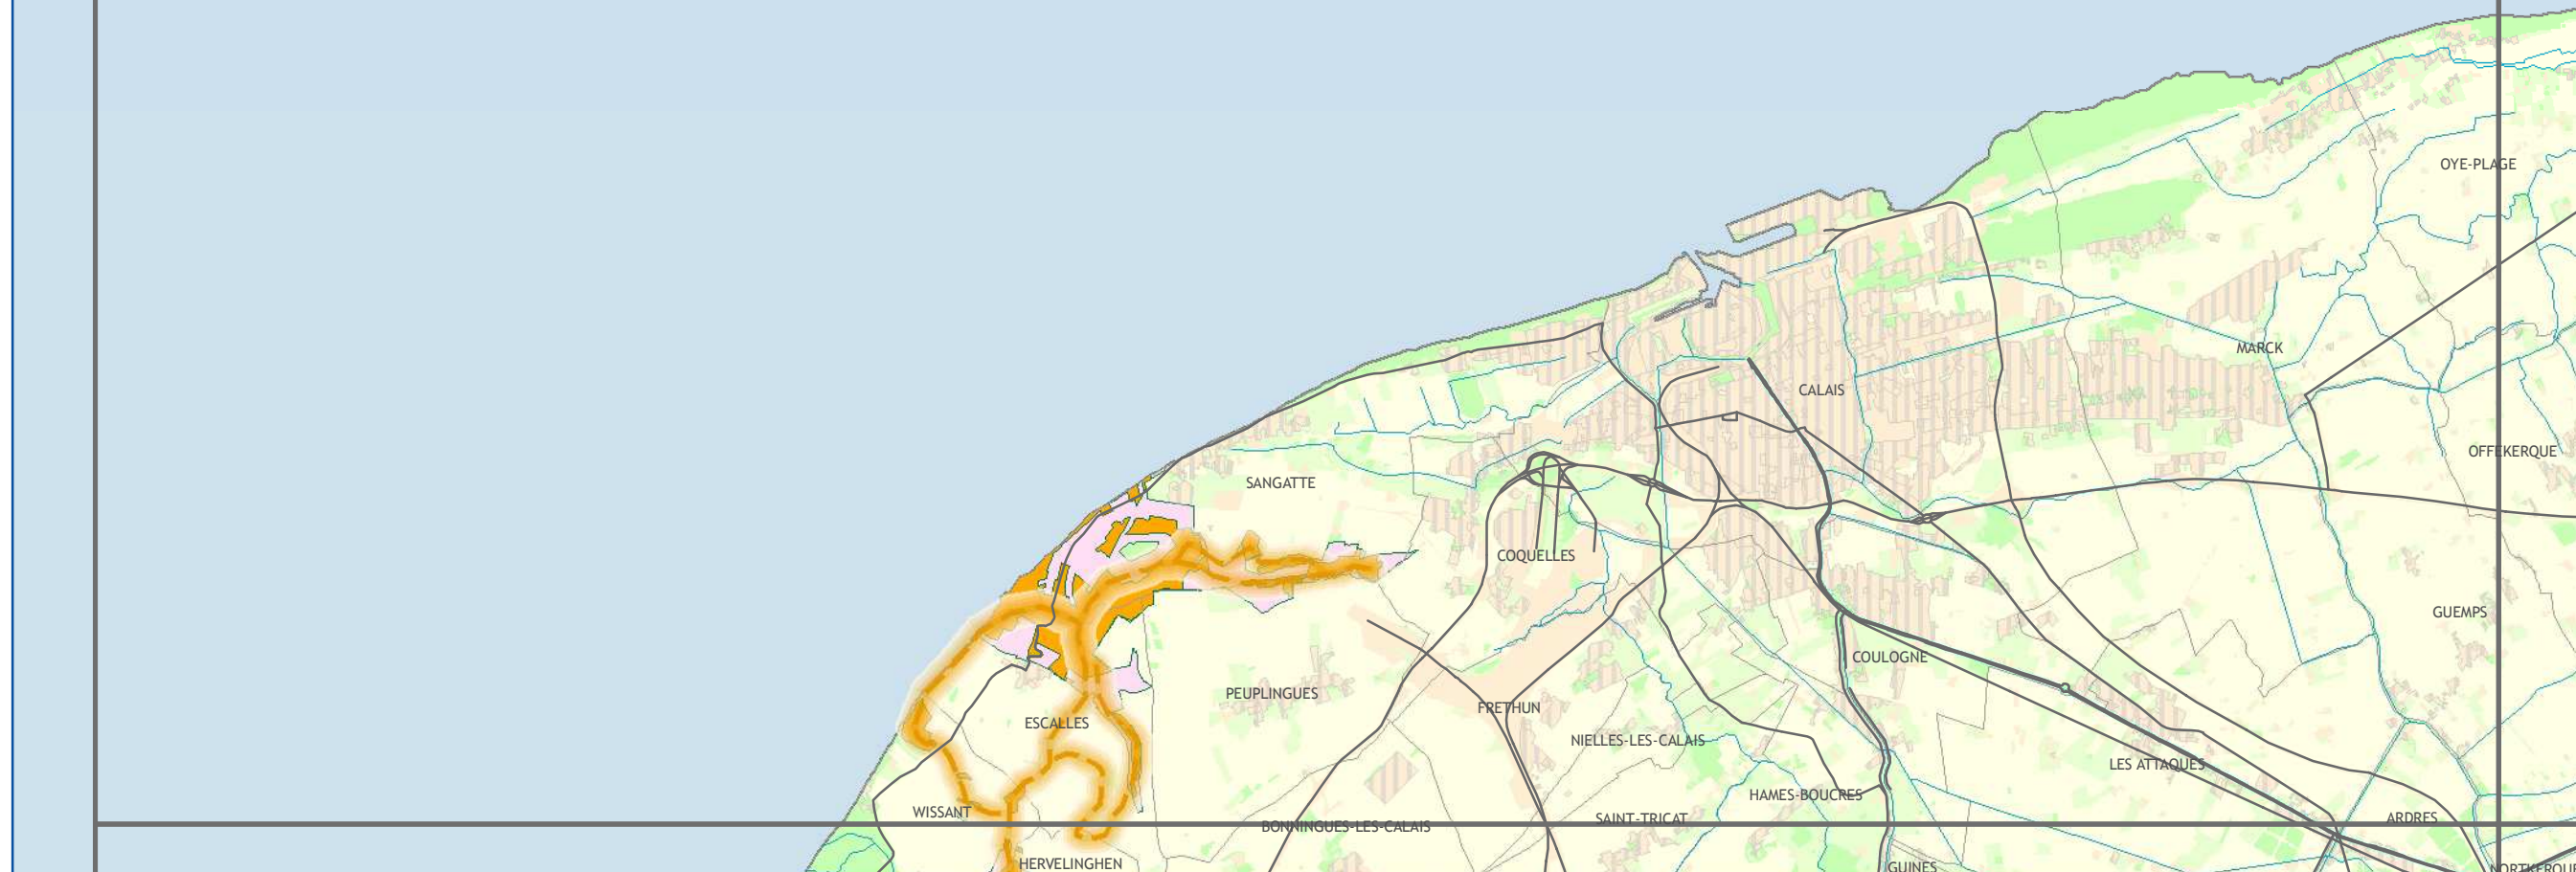 OYE-PLAGE
MARCK
CALAIS
OFFEKERQUE
SANGATTE
COQUELLES
GUEMPS
COULOGNE
PEUPLINGUES
FRETHUN
ESCALLES
NIELLES-LES-CALAIS
LES ATTAQUES
HAMES-BOUCRES
WISSANT
SAINT-TRICAT
ARDRES
BONNINGUES-LES-CALAIS
HERVELINGHEN
GUINES